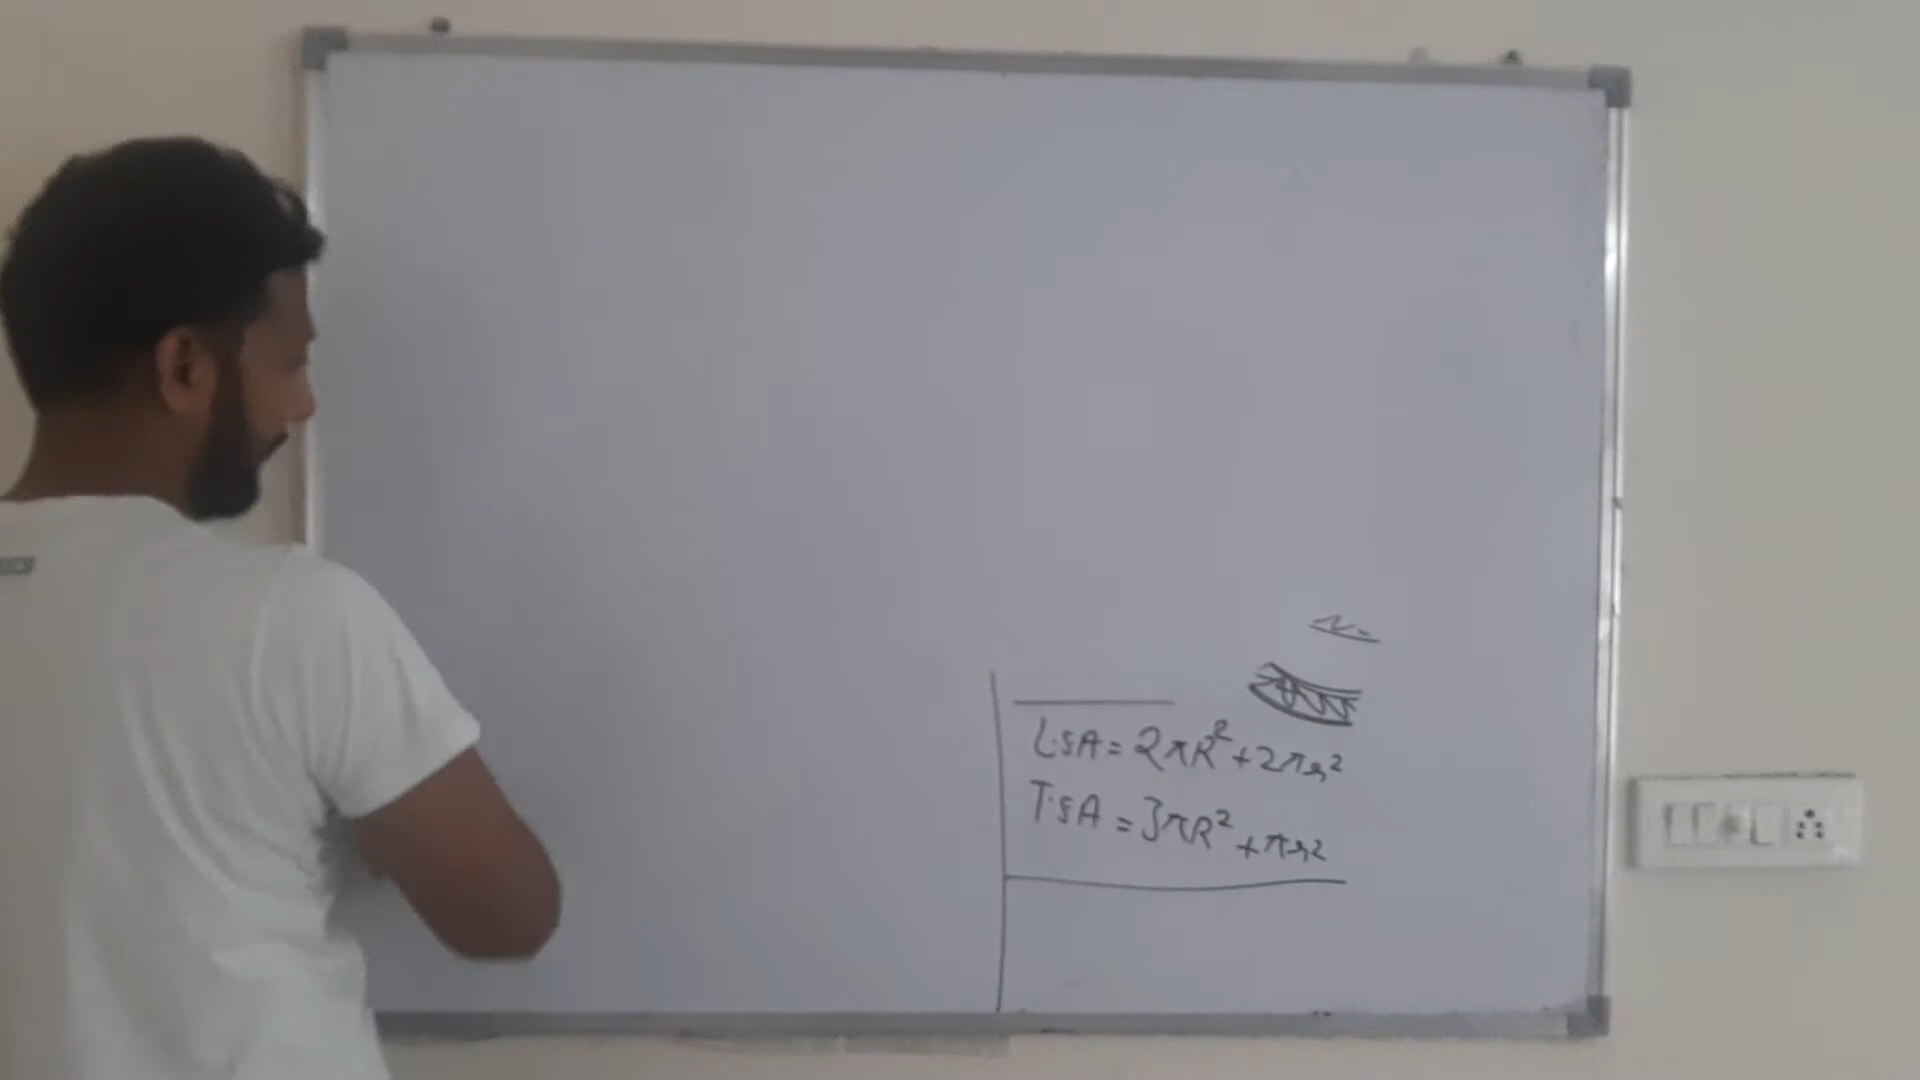 L.S.A = 2πR² + 2πr²
T.S.A = 3πR² + πr²